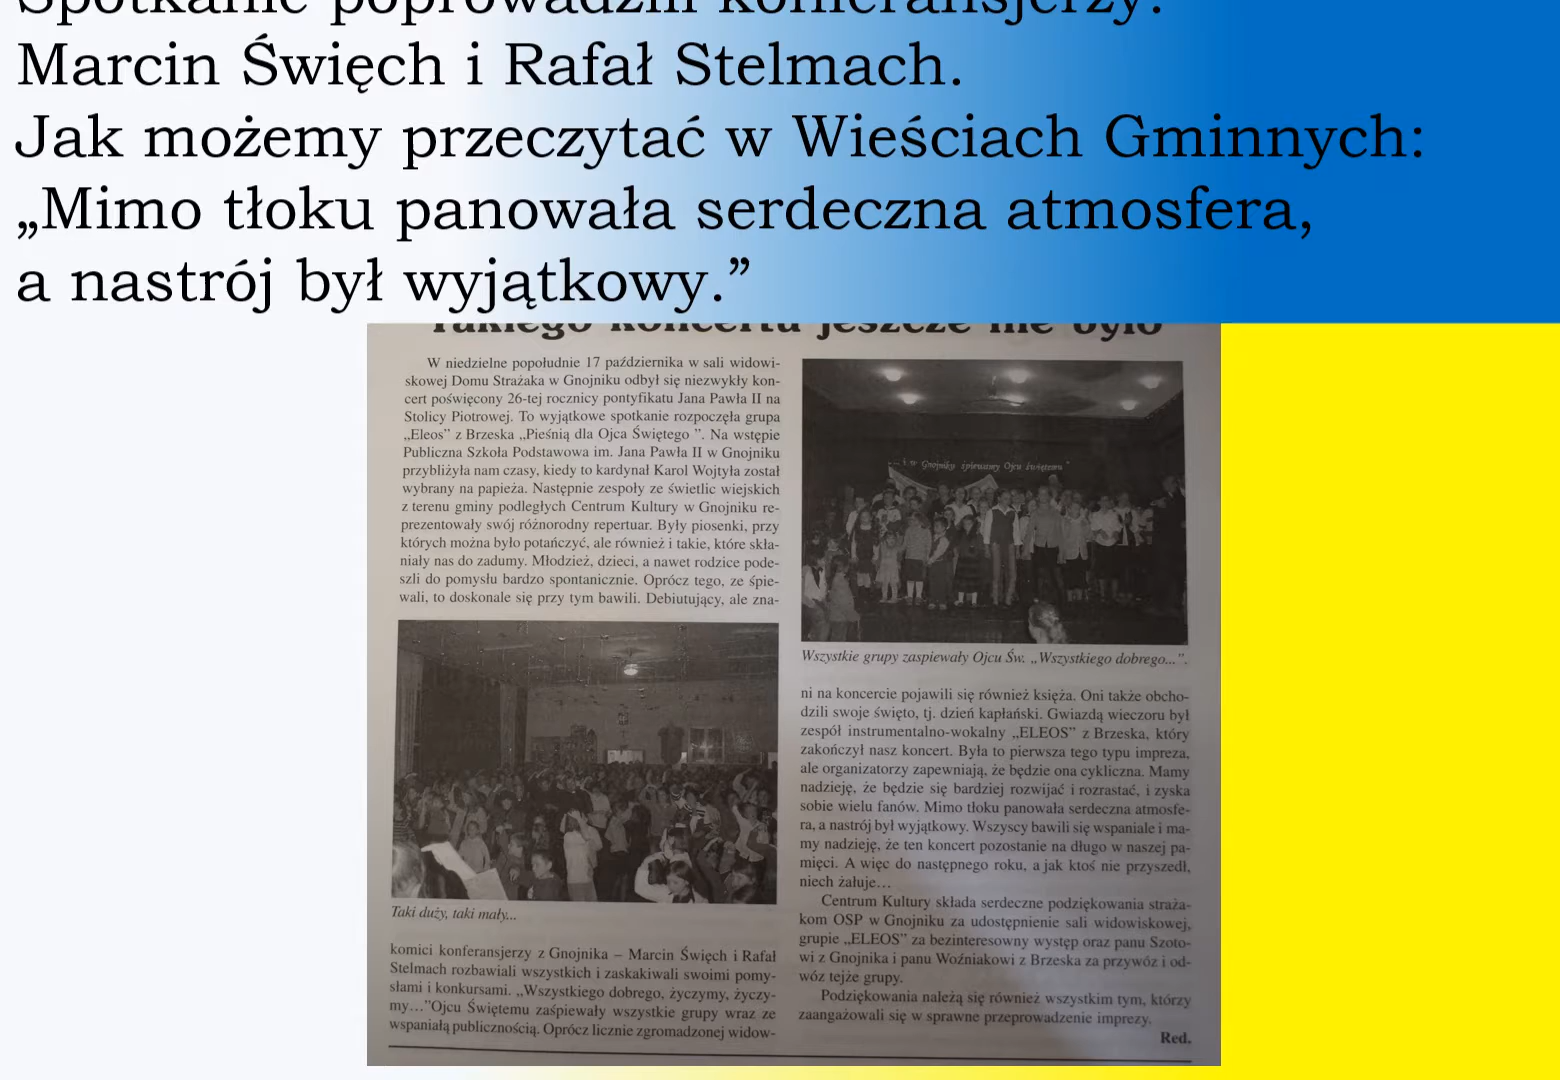 Spotkanie poprowadzili konferansjerzy:
Marcin Święch i Rafał Stelmach.
Jak możemy przeczytać w Wieściach Gminnych:
„Mimo tłoku panowała serdeczna atmosfera,
a nastrój był wyjątkowy.”
Takiego koncertu jeszcze nie było
W niedzielne popołudnie 17 października w sali widowi-
skowej Domu Strażaka w Gnojniku odbył się niezwykły kon-
cert poświęcony 26-tej rocznicy pontyfikatu Jana Pawła II na
Stolicy Piotrowej. To wyjątkowe spotkanie rozpoczęła grupa
„Eleos” z Brzeska „Pieśnią dla Ojca Świętego ”. Na wstępie
Publiczna Szkoła Podstawowa im. Jana Pawła II w Gnojniku
przybliżyła nam czasy, kiedy to kardynał Karol Wojtyła został
wybrany na papieża. Następnie zespoły ze świetlic wiejskich
z terenu gminy podległych Centrum Kultury w Gnojniku re-
prezentowały swój różnorodny repertuar. Były piosenki, przy
których można było potańczyć, ale również i takie, które skła-
niały nas do zadumy. Młodzież, dzieci, a nawet rodzice pode-
szli do pomysłu bardzo spontanicznie. Oprócz tego, ze śpie-
wali, to doskonale się przy tym bawili. Debiutujący, ale zna-
Taki duży, taki mały...
komici konferansjerzy z Gnojnika – Marcin Święch i Rafał
Stelmach rozbawiali wszystkich i zaskakiwali swoimi pomy-
słami i konkursami. „Wszystkiego dobrego, życzymy, życzy-
my…”Ojcu Świętemu zaśpiewały wszystkie grupy wraz ze
wspaniałą publicznością. Oprócz licznie zgromadzonej widow-
...i w Gnojniku śpiewamy Ojcu świętemu"
Wszystkie grupy zaspiewały Ojcu Św. „Wszystkiego dobrego...”.
ni na koncercie pojawili się również księża. Oni także obcho-
dzili swoje święto, tj. dzień kapłański. Gwiazdą wieczoru był
zespół instrumentalno-wokalny „ELEOS” z Brzeska, który
zakończył nasz koncert. Była to pierwsza tego typu impreza,
ale organizatorzy zapewniają, że będzie ona cykliczna. Mamy
nadzieję, że będzie się bardziej rozwijać i rozrastać, i zyska
sobie wielu fanów. Mimo tłoku panowała serdeczna atmosfe-
ra, a nastrój był wyjątkowy. Wszyscy bawili się wspaniale i ma-
my nadzieję, że ten koncert pozostanie na długo w naszej pa-
mięci. A więc do następnego roku, a jak ktoś nie przyszedł,
niech żałuje…
Centrum Kultury składa serdeczne podziękowania straża-
kom OSP w Gnojniku za udostępnienie sali widowiskowej,
grupie „ELEOS” za bezinteresowny występ oraz panu Szoto-
wi z Gnojnika i panu Woźniakowi z Brzeska za przywóz i od-
wóz tejże grupy.
Podziękowania należą się również wszystkim tym, którzy
zaangażowali się w sprawne przeprowadzenie imprezy.
Red.